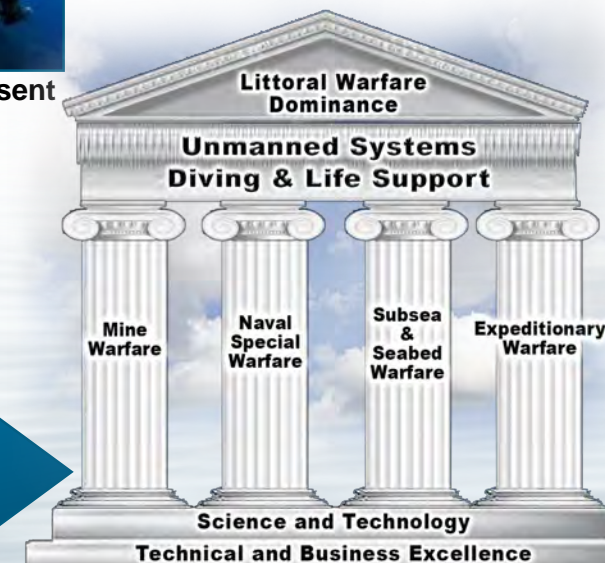 sent
Littoral Warfare
Dominance
Unmanned Systems
Diving & Life Support
Mine
Warfare
Naval
Special
Warfare
Subsea
&
Seabed
Warfare
Expeditionary
Warfare
Science and Technology
Technical and Business Excellence